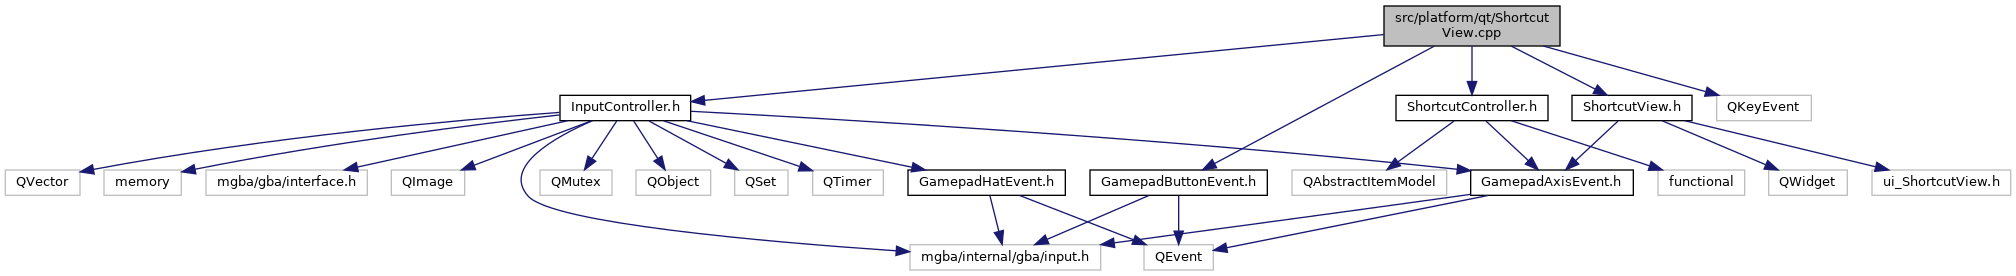 src/platform/qt/Shortcut
View.cpp
InputController.h
ShortcutController.h
ShortcutView.h
QKeyEvent
QVector
memory
mgba/gba/interface.h
QImage
QMutex
QObject
QSet
QTimer
GamepadHatEvent.h
GamepadButtonEvent.h
QAbstractItemModel
GamepadAxisEvent.h
functional
QWidget
ui_ShortcutView.h
mgba/internal/gba/input.h
QEvent